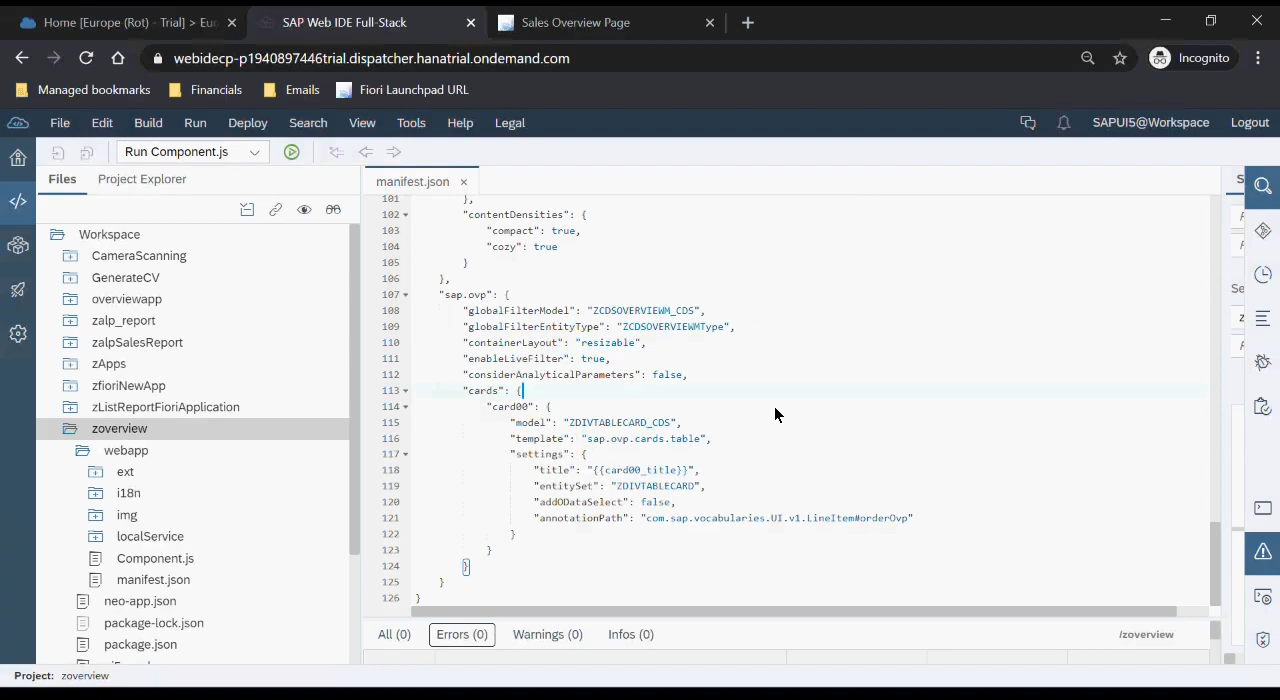 Home [Europe (Rot) - Trial] > Eu
SAP Web IDE Full-Stack
Sales Overview Page
webidecp-p1940897446trial.dispatcher.hanatrial.ondemand.com
Incognito
Managed bookmarks
Financials
Emails
Fiori Launchpad URL
File
Edit
Build
Run
Deploy
Search
View
Tools
Help
Legal
SAPUI5@Workspace
Logout
Run Component.js
Files
Project Explorer
manifest.json
Workspace
CameraScanning
GenerateCV
overviewapp
zalp_report
zalpSalesReport
zApps
zfioriNewApp
zListReportFioriApplication
zoverview
webapp
ext
i18n
img
localService
Component.js
manifest.json
neo-app.json
package-lock.json
package.json
101 },
102 "contentDensities": {
103 "compact": true,
104 "cozy": true
105 }
106 },
107 "sap.ovp": {
108 "globalFilterModel": "ZCDSOVERVIEWM_CDS",
109 "globalFilterEntityType": "ZCDSOVERVIEWMType",
110 "containerLayout": "resizable",
111 "enableLiveFilter": true,
112 "considerAnalyticalParameters": false,
113 "cards": {
114 "card00": {
115 "model": "ZDIVTABLECARD_CDS",
116 "template": "sap.ovp.cards.table",
117 "settings": {
118 "title": "{{card00_title}}",
119 "entitySet": "ZDIVTABLECARD",
120 "addODataSelect": false,
121 "annotationPath": "com.sap.vocabularies.UI.v1.LineItem#orderOvp"
122 }
123 }
124 }
125 }
126 }
All (0)
Errors (0)
Warnings (0)
Infos (0)
/zoverview
Project: zoverview